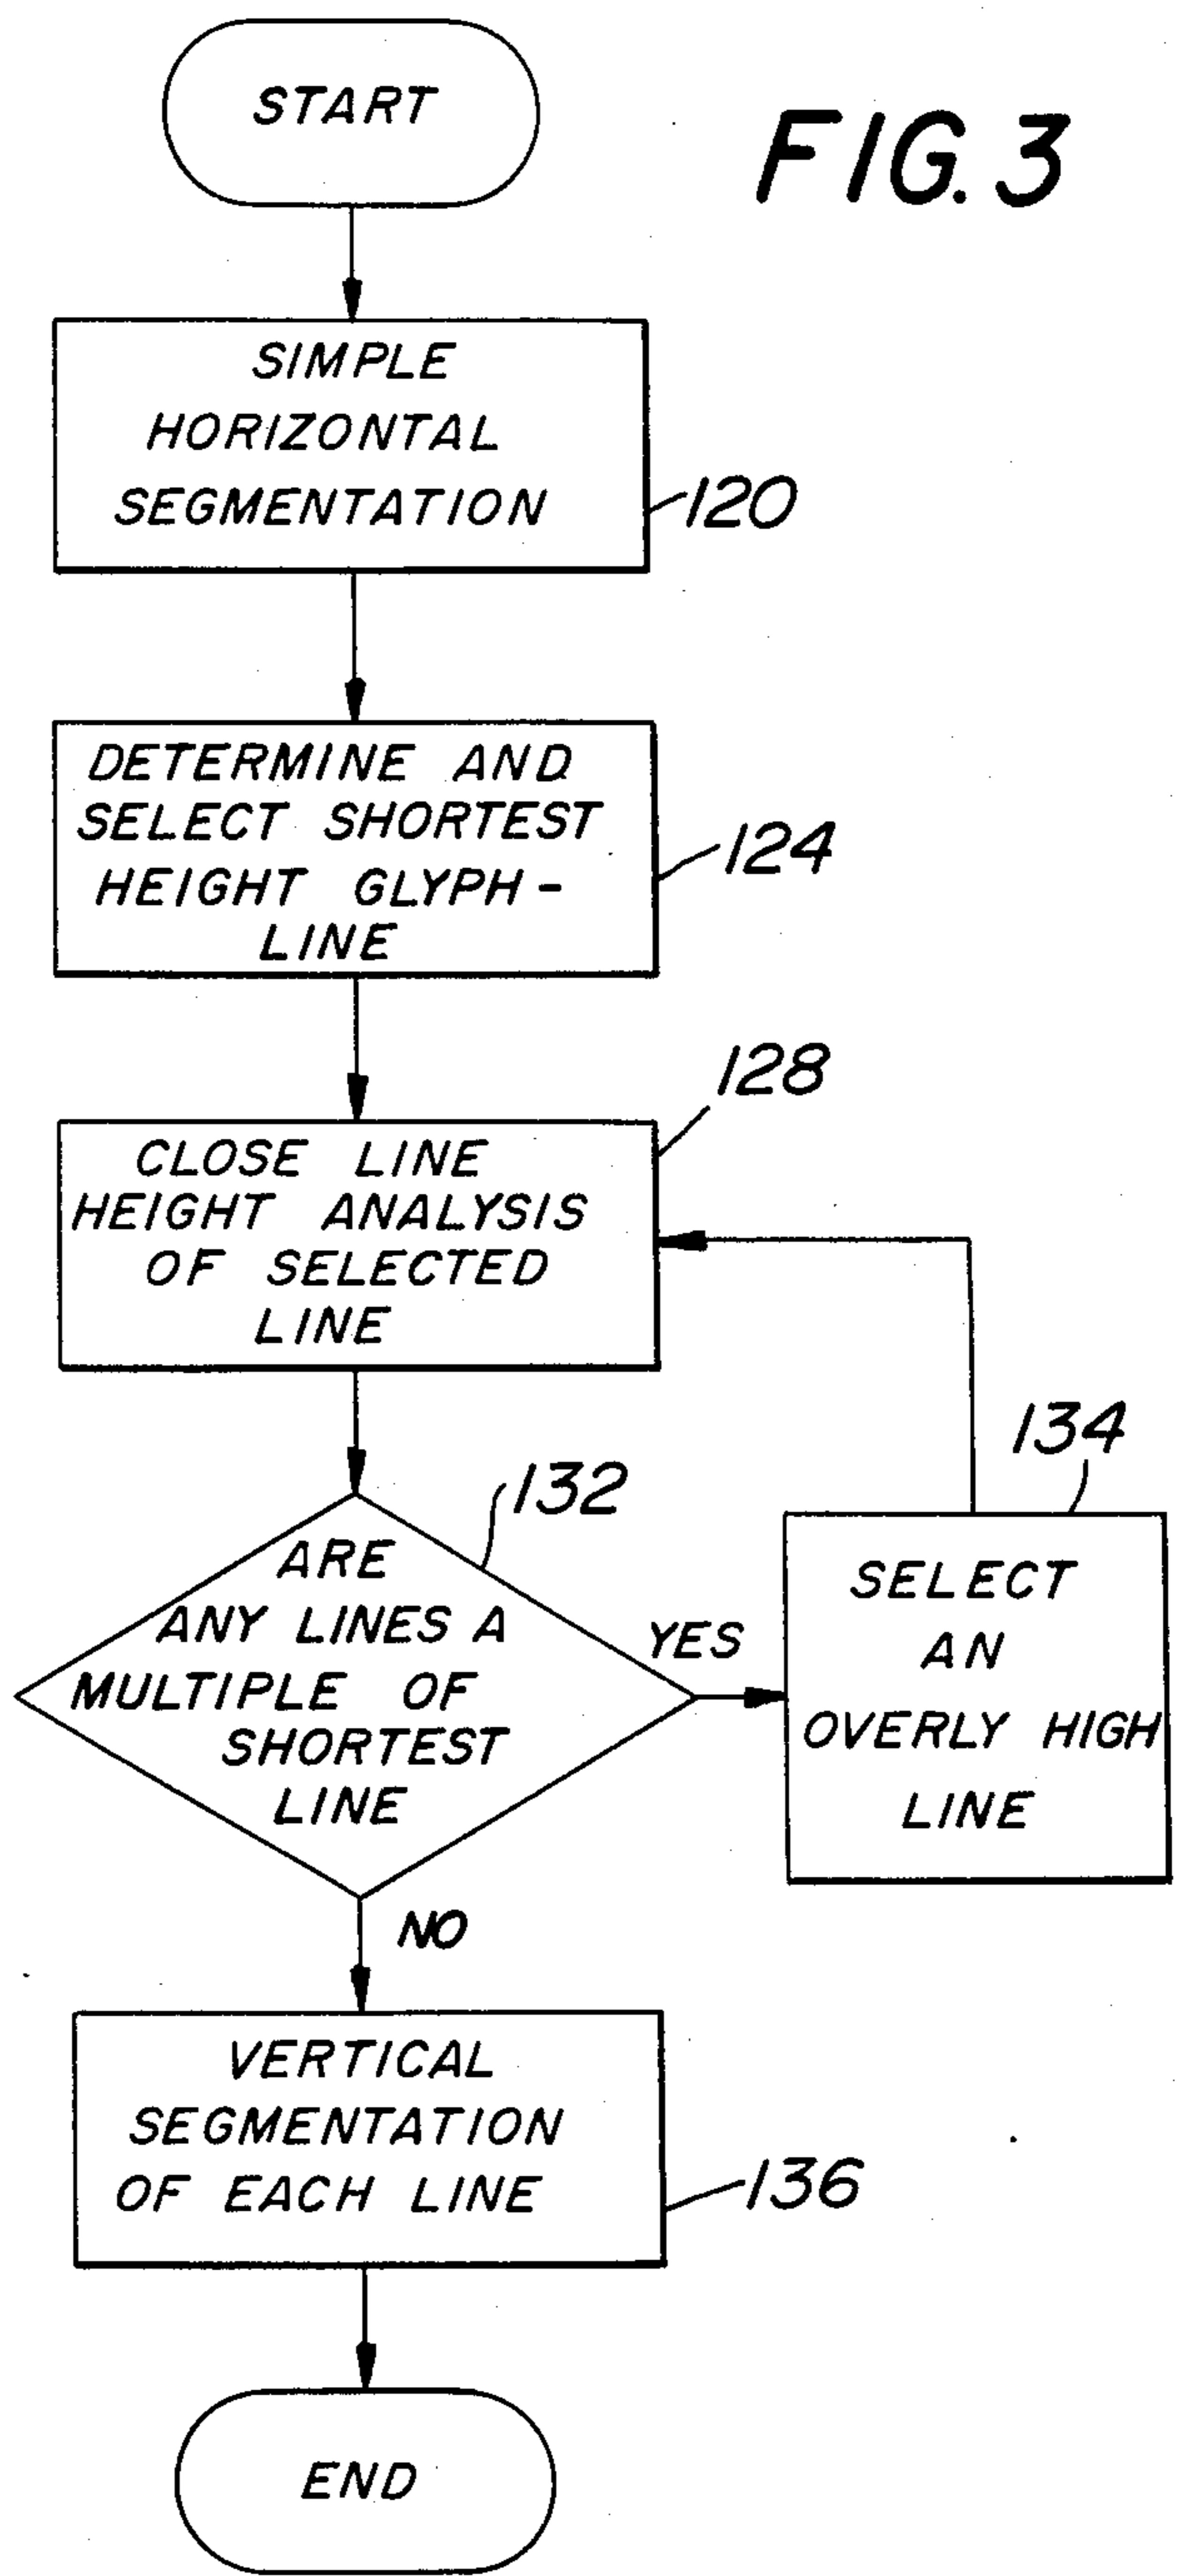 START
FIG. 3
SIMPLE
HORIZONTAL
SEGMENTATION
120
DETERMINE AND
SELECT SHORTEST
HEIGHT GLYPH-
LINE
124
128
CLOSE LINE
HEIGHT ANALYSIS
OF SELECTED
LINE
132
ARE
ANY LINES A
MULTIPLE OF
SHORTEST
LINE
YES
134
SELECT
AN
OVERLY HIGH
LINE
NO
VERTICAL
SEGMENTATION
OF EACH LINE
136
END